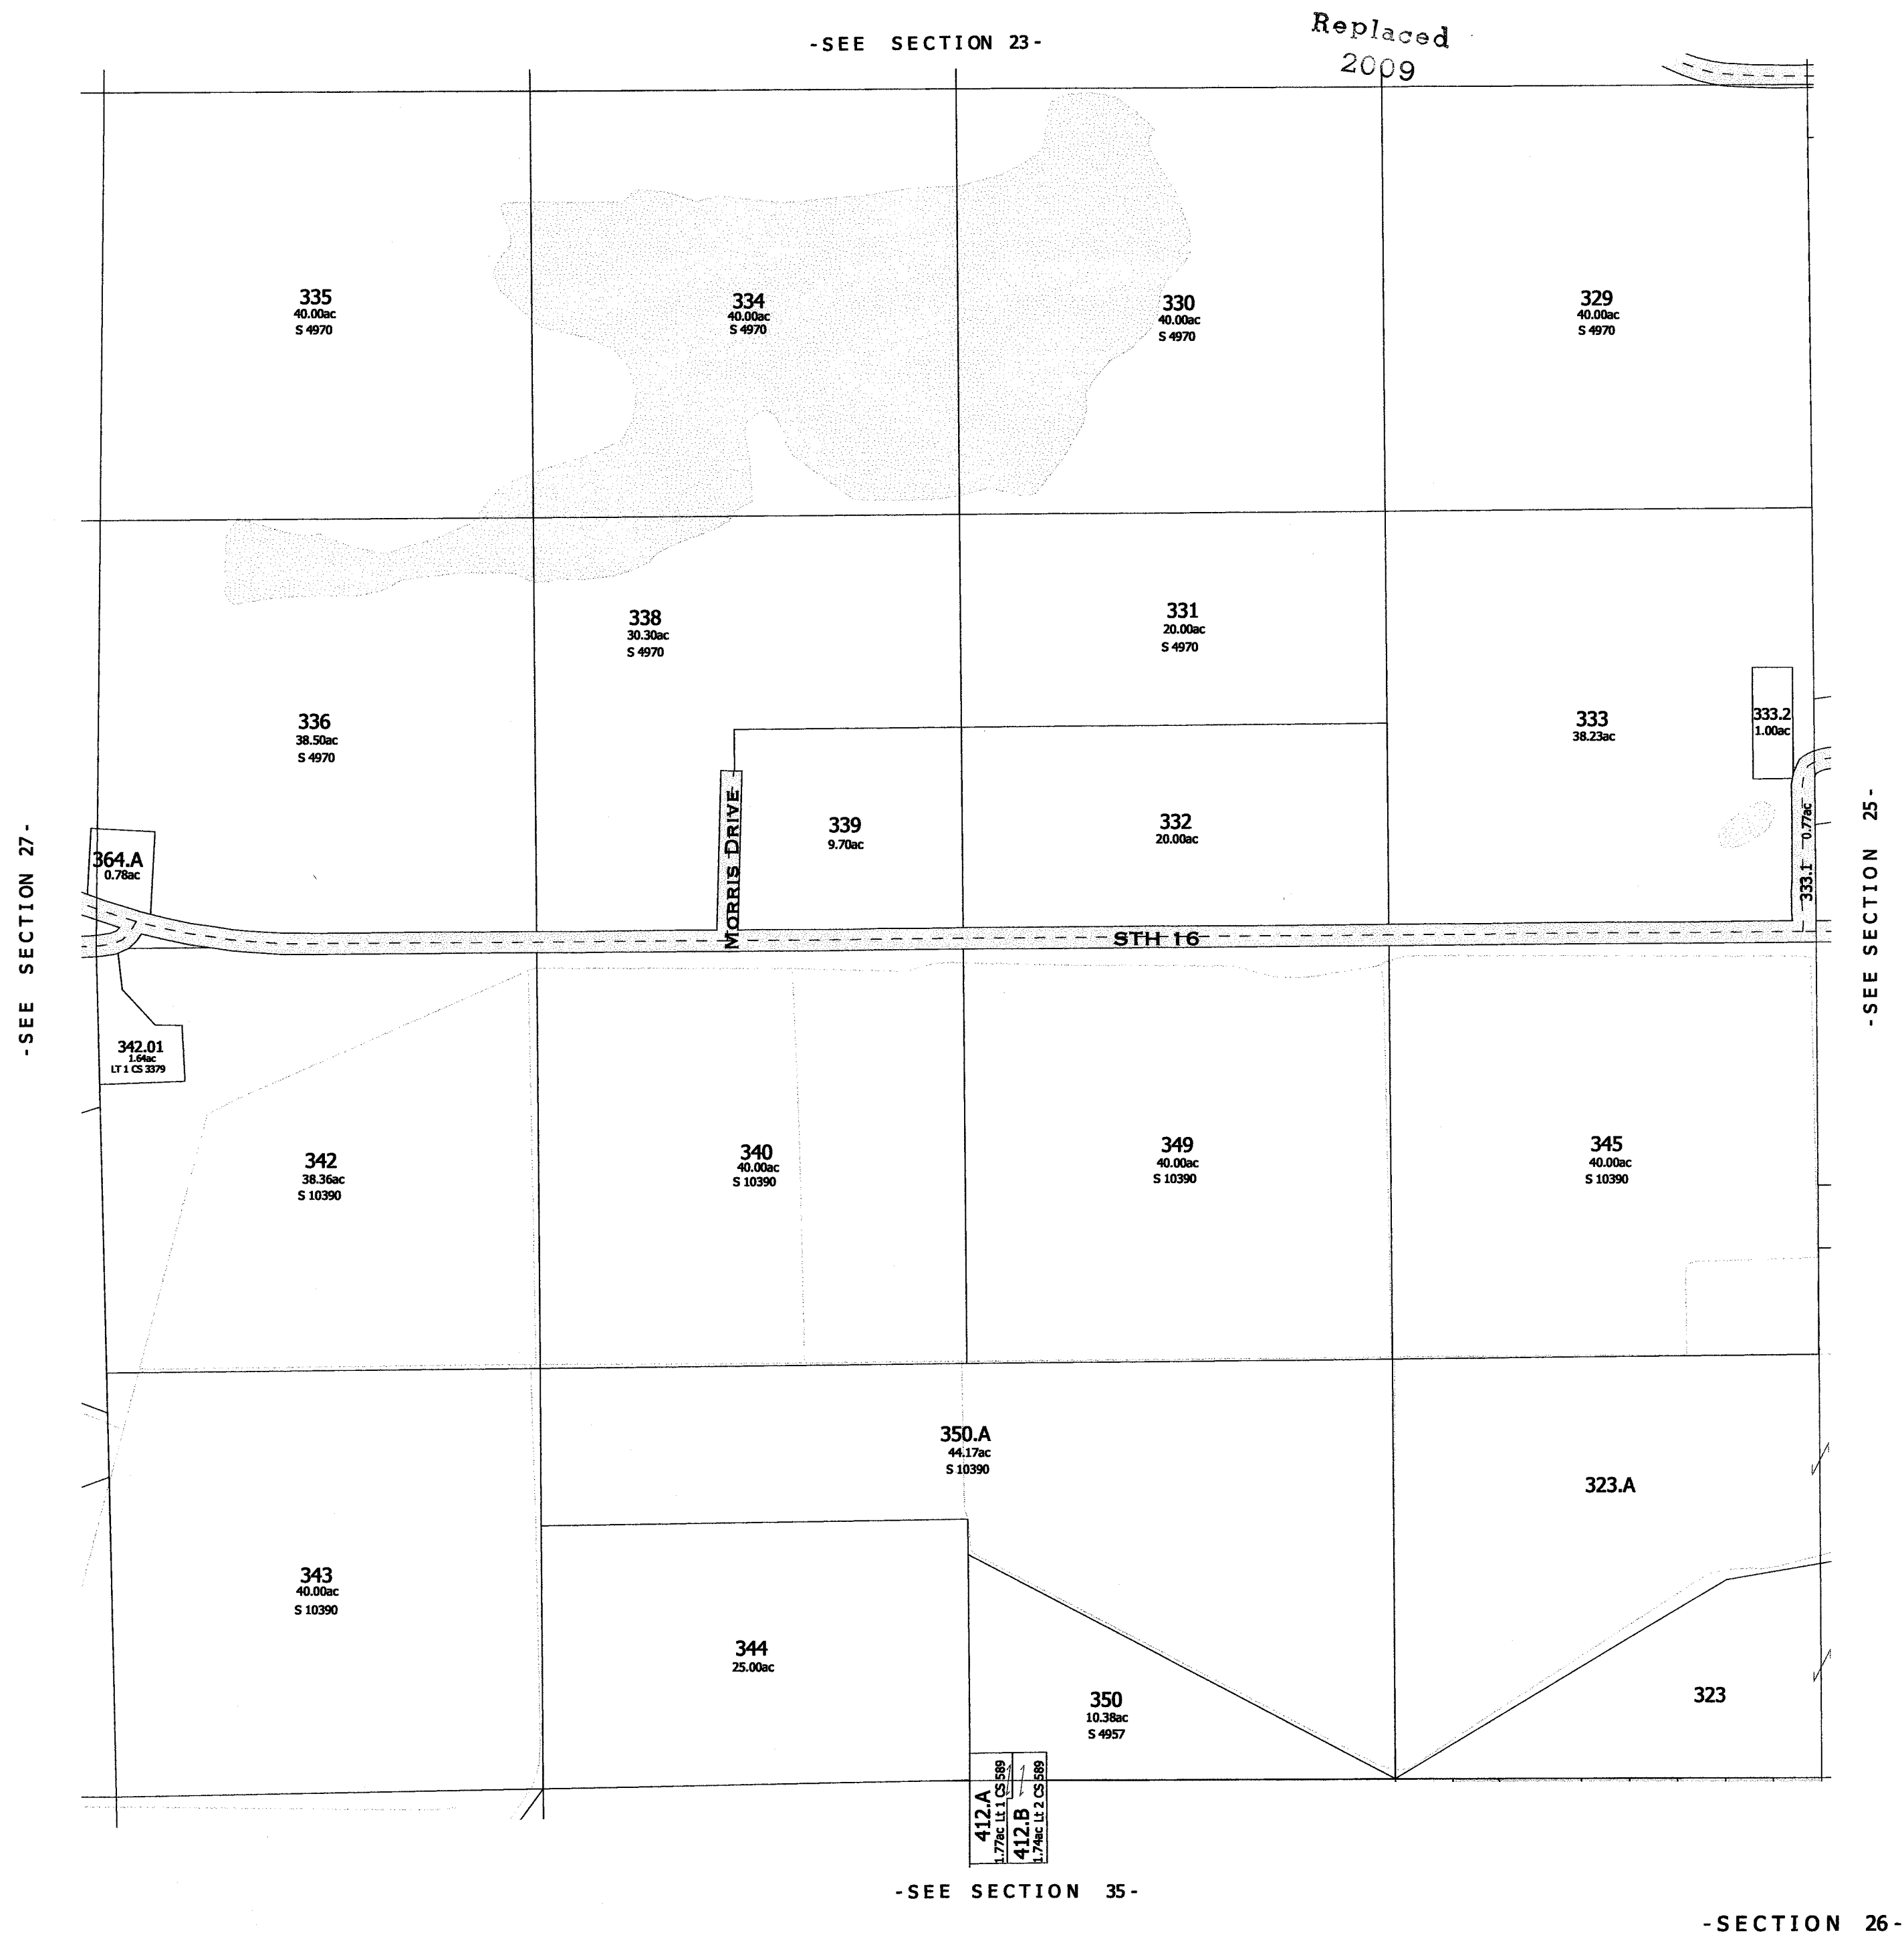 -SEE SECTION 23-
Replaced
2009
335
40.00ac
S 4970
334
40.00ac
S 4970
330
40.00ac
S 4970
329
40.00ac
S 4970
338
30.30ac
S 4970
331
20.00ac
S 4970
336
38.50ac
S 4970
333
38.23ac
333.2
1.00ac
339
9.70ac
332
20.00ac
364.A
0.78ac
MORRIS DRIVE
STH 16
333.1 0.77ac
-SEE SECTION 27-
-SEE SECTION 25-
342.01
1.64ac
LT 1 CS 3379
342
38.36ac
S 10390
340
40.00ac
S 10390
349
40.00ac
S 10390
345
40.00ac
S 10390
350.A
44.17ac
S 10390
323.A
343
40.00ac
S 10390
344
25.00ac
350
10.38ac
S 4957
323
412.A
1.77ac Lt 1 CS 589
412.B
1.74ac Lt 2 CS 589
-SEE SECTION 35-
-SECTION 26-